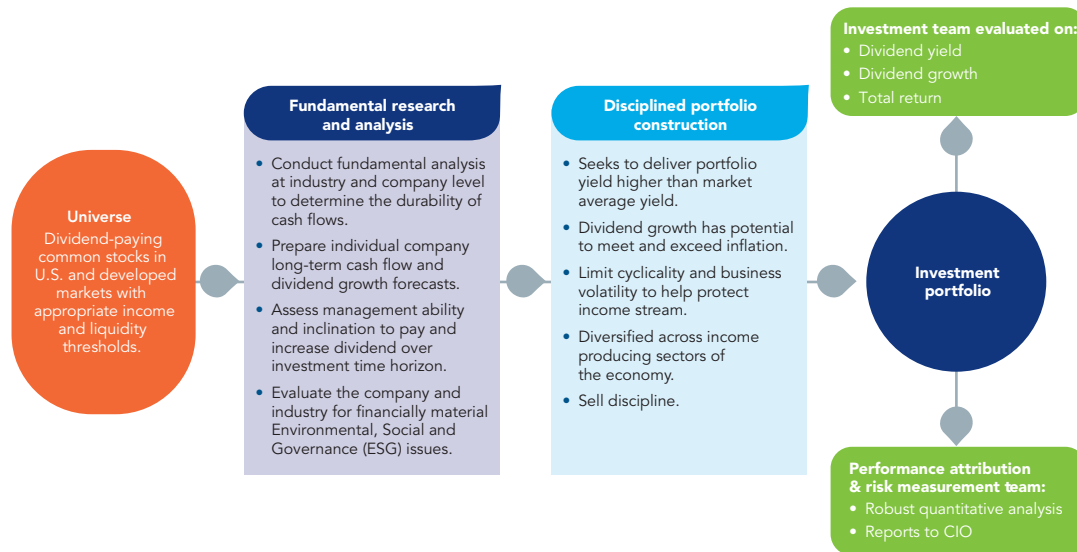 Universe
Dividend-paying
common stocks in
U.S. and developed
markets with
appropriate income
and liquidity
thresholds.
Fundamental research
and analysis
• Conduct fundamental analysis
at industry and company level
to determine the durability of
cash flows.
• Prepare individual company
long-term cash flow and
dividend growth forecasts.
• Assess management ability
and inclination to pay and
increase dividend over
investment time horizon.
• Evaluate the company and
industry for financially material
Environmental, Social and
Governance (ESG) issues.
Disciplined portfolio
construction
• Seeks to deliver portfolio
yield higher than market
average yield.
• Dividend growth has potential
to meet and exceed inflation.
• Limit cyclicality and business
volatility to help protect
income stream.
• Diversified across income
producing sectors of
the economy.
• Sell discipline.
Investment
portfolio
Investment team evaluated on:
• Dividend yield
• Dividend growth
• Total return
Performance attribution
& risk measurement team:
• Robust quantitative analysis
• Reports to CIO